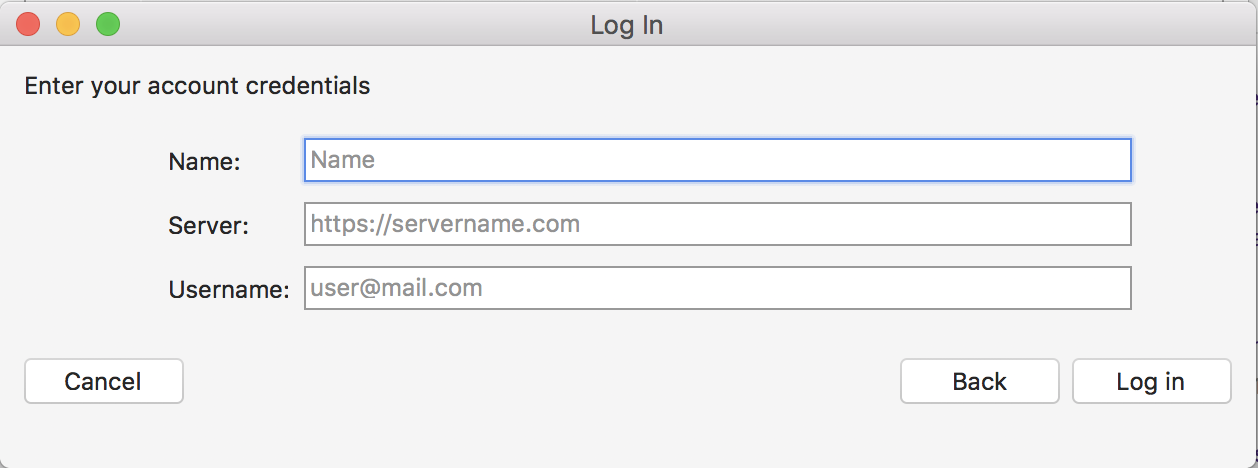 Log In
Enter your account credentials
Name: Name
Server: https://servername.com
Username: user@mail.com
Cancel Back Log in